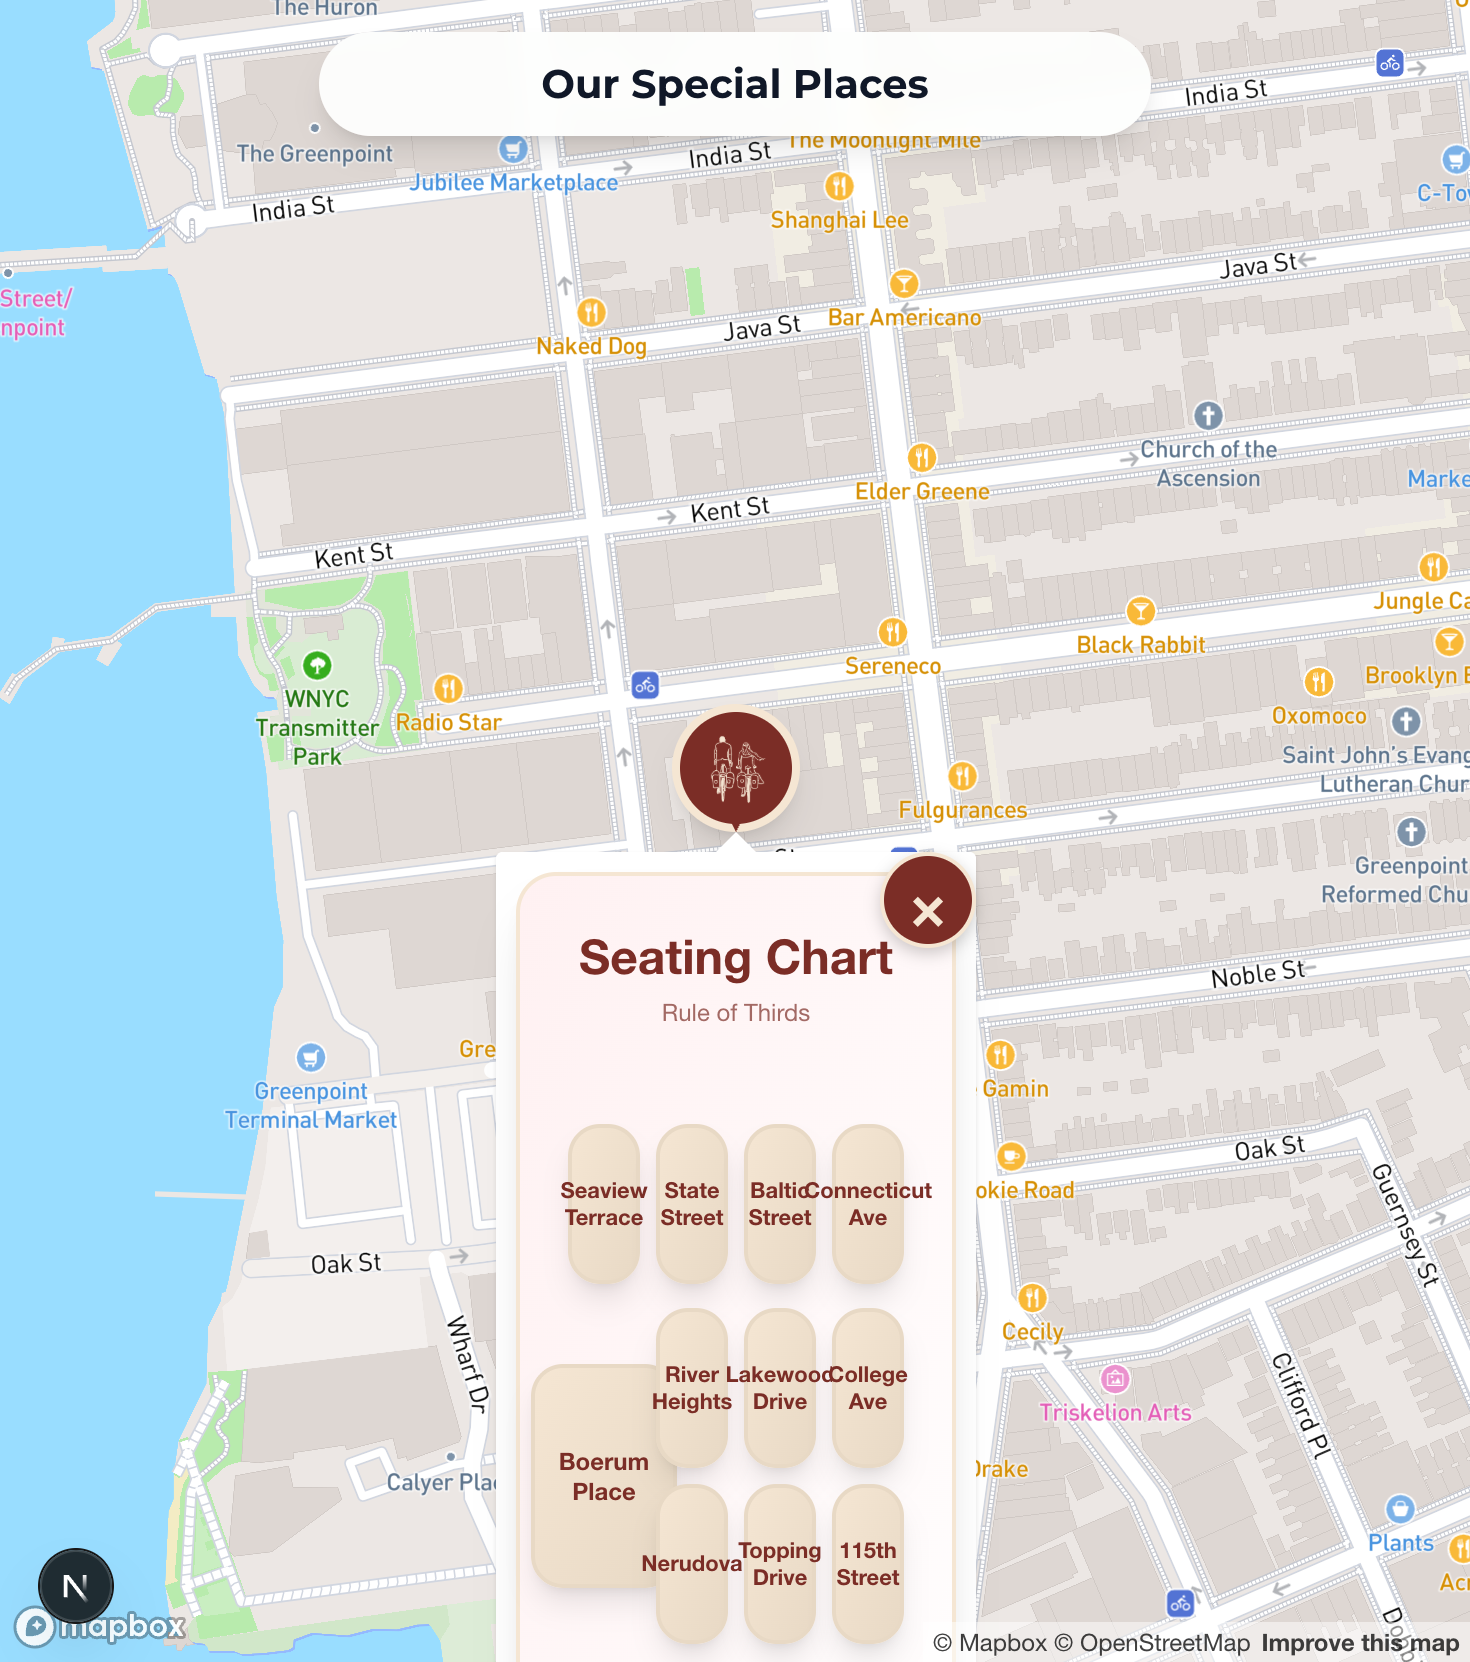 The Huron
Our Special Places
India St
The Greenpoint
Jubilee Marketplace
India St
The Moonlight Mile
India St
Shanghai Lee
C-To
Street/
npoint
Naked Dog
Java St
Bar Americano
Java St
Church of the
Ascension
Elder Greene
Marke
Kent St
Kent St
WNYC
Transmitter
Park
Radio Star
Sereneco
Black Rabbit
Jungle Ca
Brooklyn
Oxomoco
Saint John's Evang
Lutheran Chur
Fulgurances
St
Greenpoint
Reformed Chu
Seating Chart
Rule of Thirds
Noble St
Gre
Gamin
Greenpoint
Terminal Market
Oak St
okie Road
Guernsey St
Seaview
Terrace
State
Street
Baltic
Street
Connecticut
Ave
Oak St
Wharf Dr
Cecily
Clifford Pl
Triskelion Arts
River
Heights
Lakewood
Drive
College
Ave
Boerum
Place
Drake
Calyer Plac
Plants
Nerudova
Topping
Drive
115th
Street
Acr
N
mapbox
Dobb
© Mapbox © OpenStreetMap Improve this map